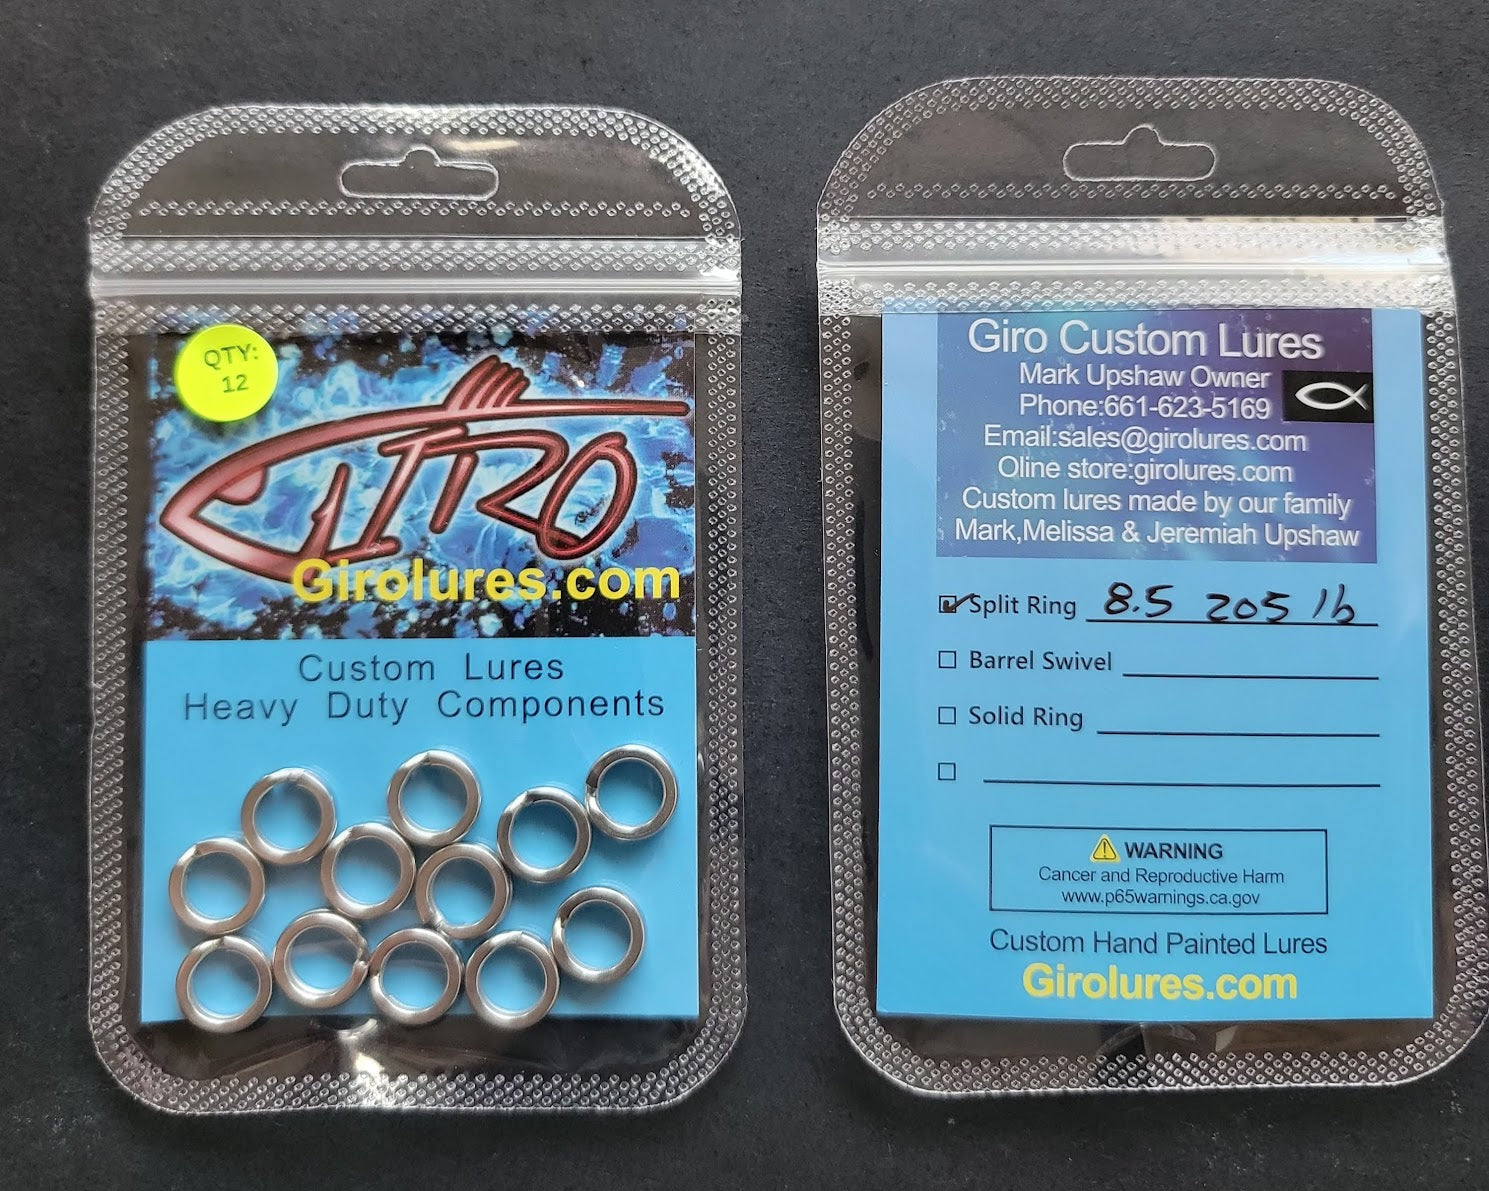 QTY:
12
GIRO
Girolures.com
Custom Lures
Heavy Duty Components
Giro Custom Lures
Mark Upshaw Owner
Phone:661-623-5169
Email:sales@girolures.com
Oline store:girolures.com
Custom lures made by our family
Mark,Melissa & Jeremiah Upshaw
Split Ring 8.5 205 lb
Barrel Swivel
Solid Ring
WARNING
Cancer and Reproductive Harm
www.p65warnings.ca.gov
Custom Hand Painted Lures
Girolures.com